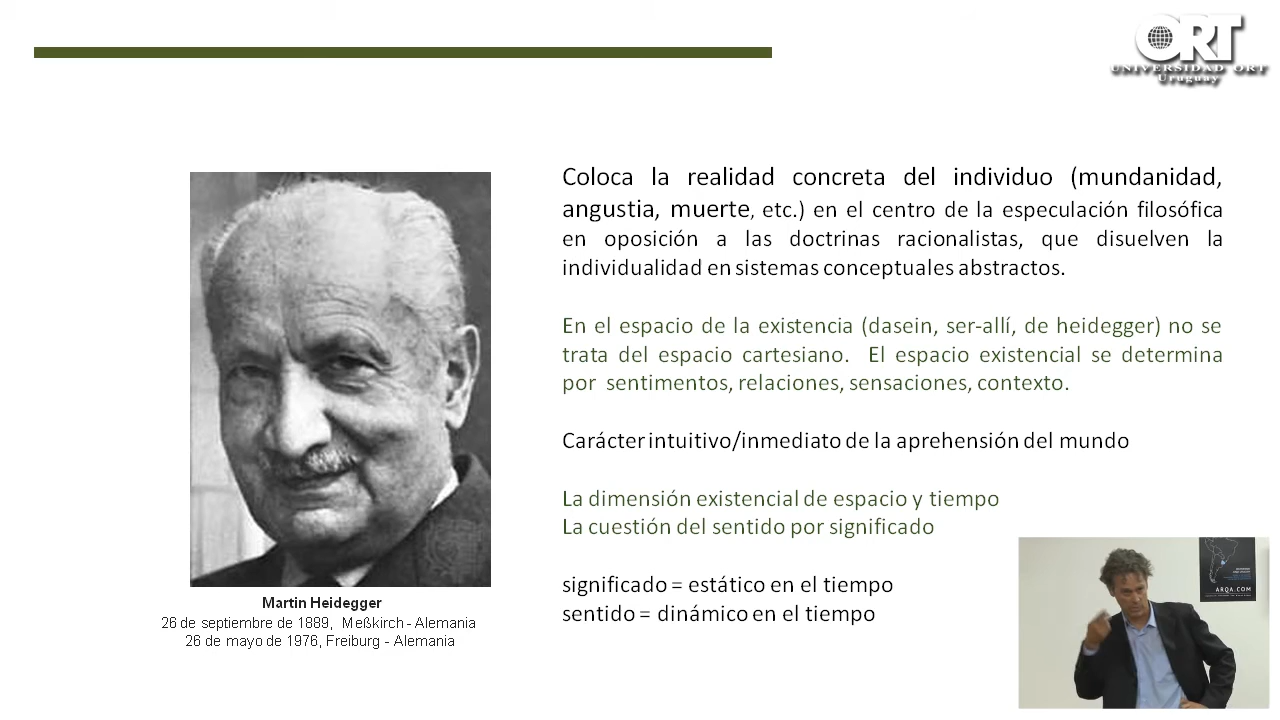 ORT
UNIVERSIDAD ORT
Uruguay
Coloca la realidad concreta del individuo (mundanidad,
angustia, muerte, etc.) en el centro de la especulación filosófica
en oposición a las doctrinas racionalistas, que disuelven la
individualidad en sistemas conceptuales abstractos.
En el espacio de la existencia (dasein, ser-allí, de heidegger) no se
trata del espacio cartesiano. El espacio existencial se determina
por sentimentos, relaciones, sensaciones, contexto.
Carácter intuitivo/inmediato de la aprehensión del mundo
La dimensión existencial de espacio y tiempo
La cuestión del sentido por significado
significado = estático en el tiempo
sentido = dinámico en el tiempo
Martin Heidegger
26 de septiembre de 1889, Meßkirch - Alemania
26 de mayo de 1976, Freiburg - Alemania
ARQA.COM